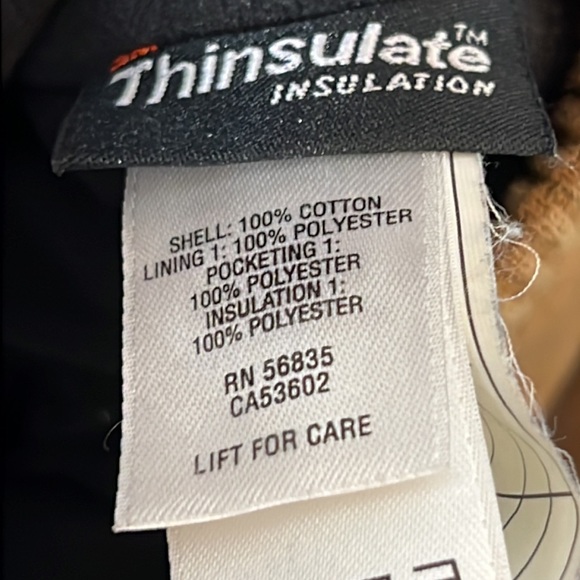 3M
Thinsulate™
INSULATION
SHELL: 100% COTTON
LINING 1: 100% POLYESTER
POCKETING 1:
100% POLYESTER
INSULATION 1:
100% POLYESTER
RN 56835
CA53602
LIFT FOR CARE